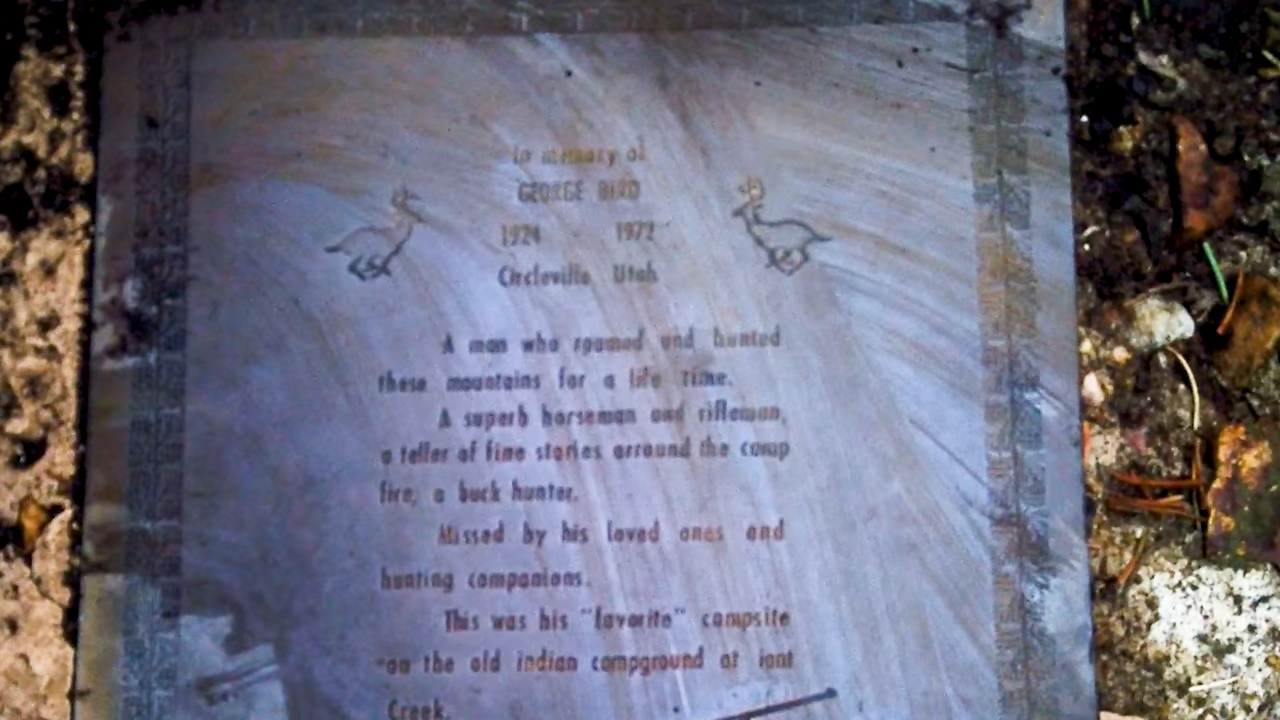 In memory of
GEORGE BIRD
1924 1972
Circleville Utah
A man who roamed and hunted
these mountains for a life time.
A superb horseman and rifleman,
a teller of fine stories arround the camp
fire, a buck hunter.
Missed by his loved ones and
hunting companions.
This was his "favorite" campsite
on the old indian campground at
Creek.